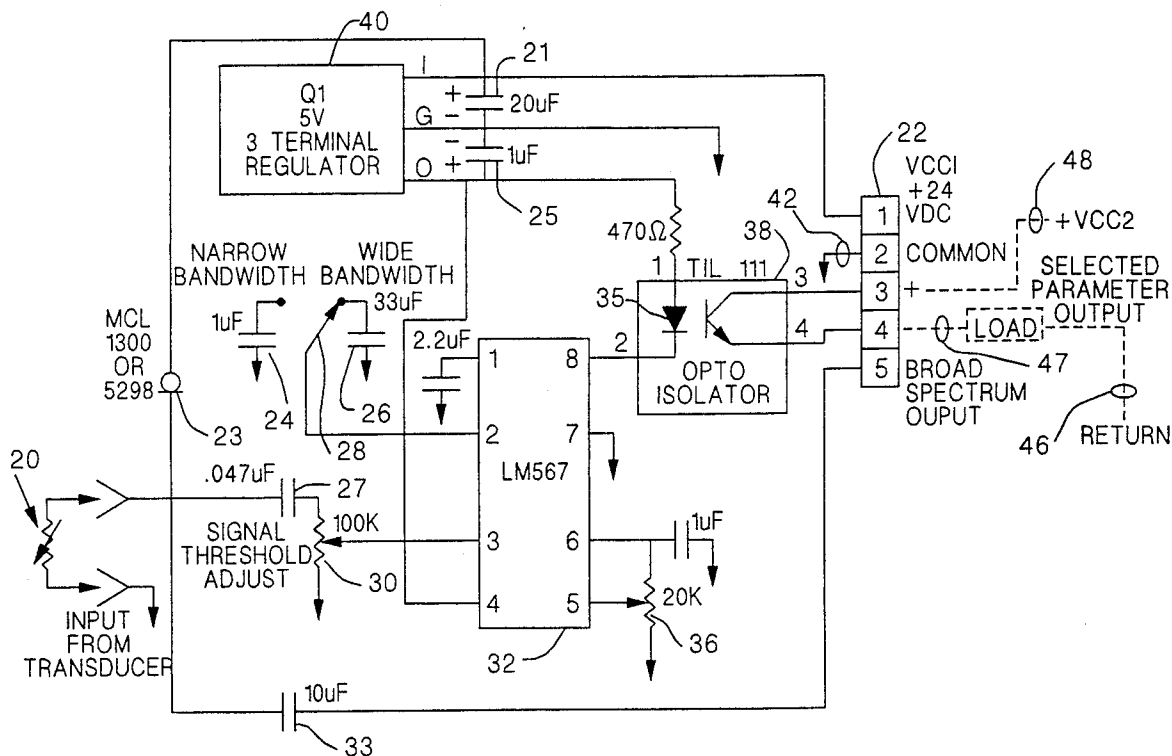 40
I
21
Q1
5V
3 TERMINAL
REGULATOR
+
-
20uF
G
-
+
1uF
O
25
22
VCCI
+24
VDC
48
+VCC2
42
1
2
COMMON
3
+
4
5
SELECTED
PARAMETER
OUTPUT
LOAD
47
BROAD
SPECTRUM
OUPUT
46
RETURN
470Ω
38
1
TIL
111
3
35
4
2
OPTO
ISOLATOR
NARROW
BANDWIDTH
WIDE
BANDWIDTH
33uF
1uF
2.2uF
MCL
1300
OR
5298
23
24
26
28
1
8
2
7
LM567
3
6
4
5
1uF
20K
36
32
20
.047uF
27
100K
SIGNAL
THRESHOLD
ADJUST
30
INPUT
FROM
TRANSDUCER
10uF
33